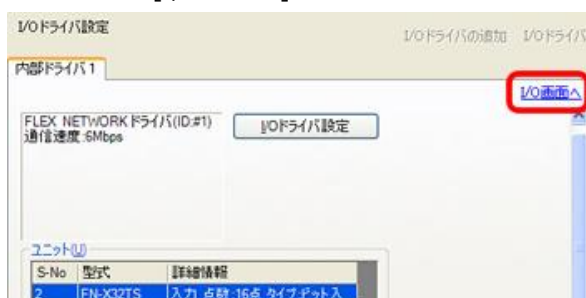 I/Oドライバ設定
I/Oドライバの追加 I/Oドライバ
内部ドライバ1
I/O画面へ
FLEX NETWORK ドライバ(ID:#1)
通信速度:6Mbps
I/Oドライバ設定
ユニット(U)
S-No 型式 詳細情報
2 FN-X32TS 入力 点数:16点 タイプ:ビット入